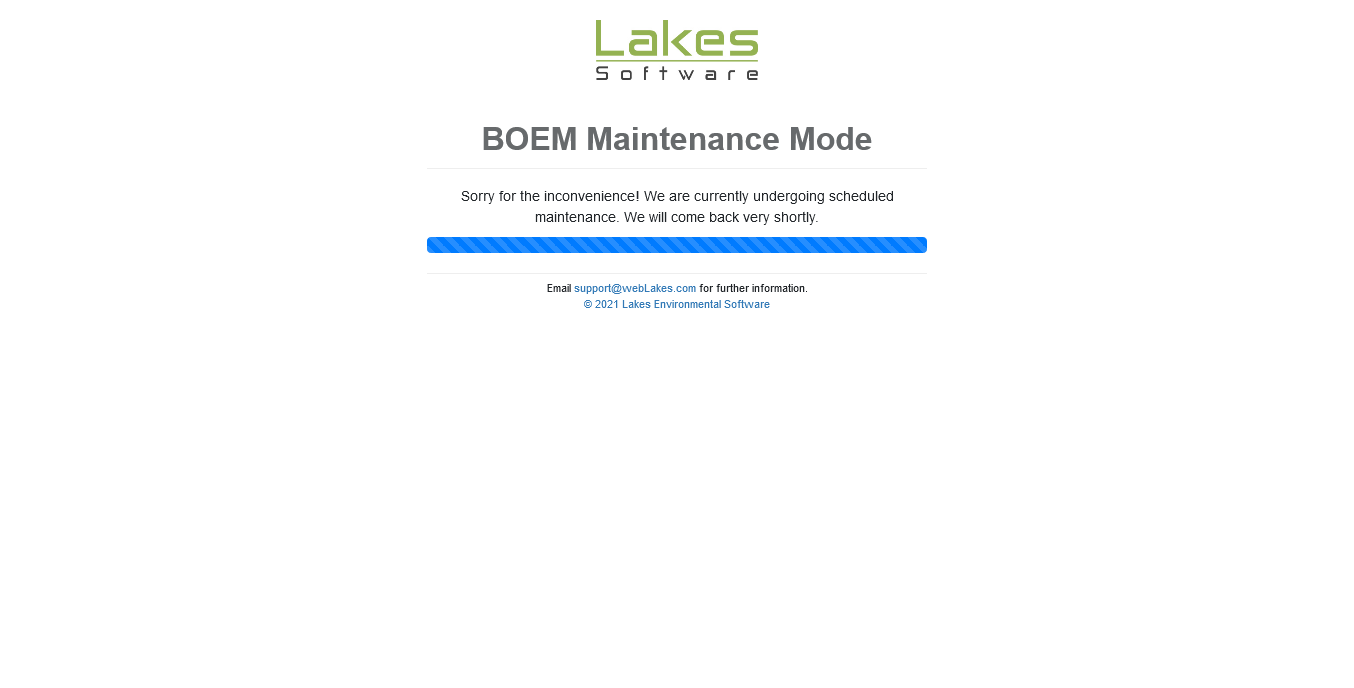 Lakes
Software
BOEM Maintenance Mode
Sorry for the inconvenience! We are currently undergoing scheduled
maintenance. We will come back very shortly.
Email support@webLakes.com for further information.
© 2021 Lakes Environmental Software